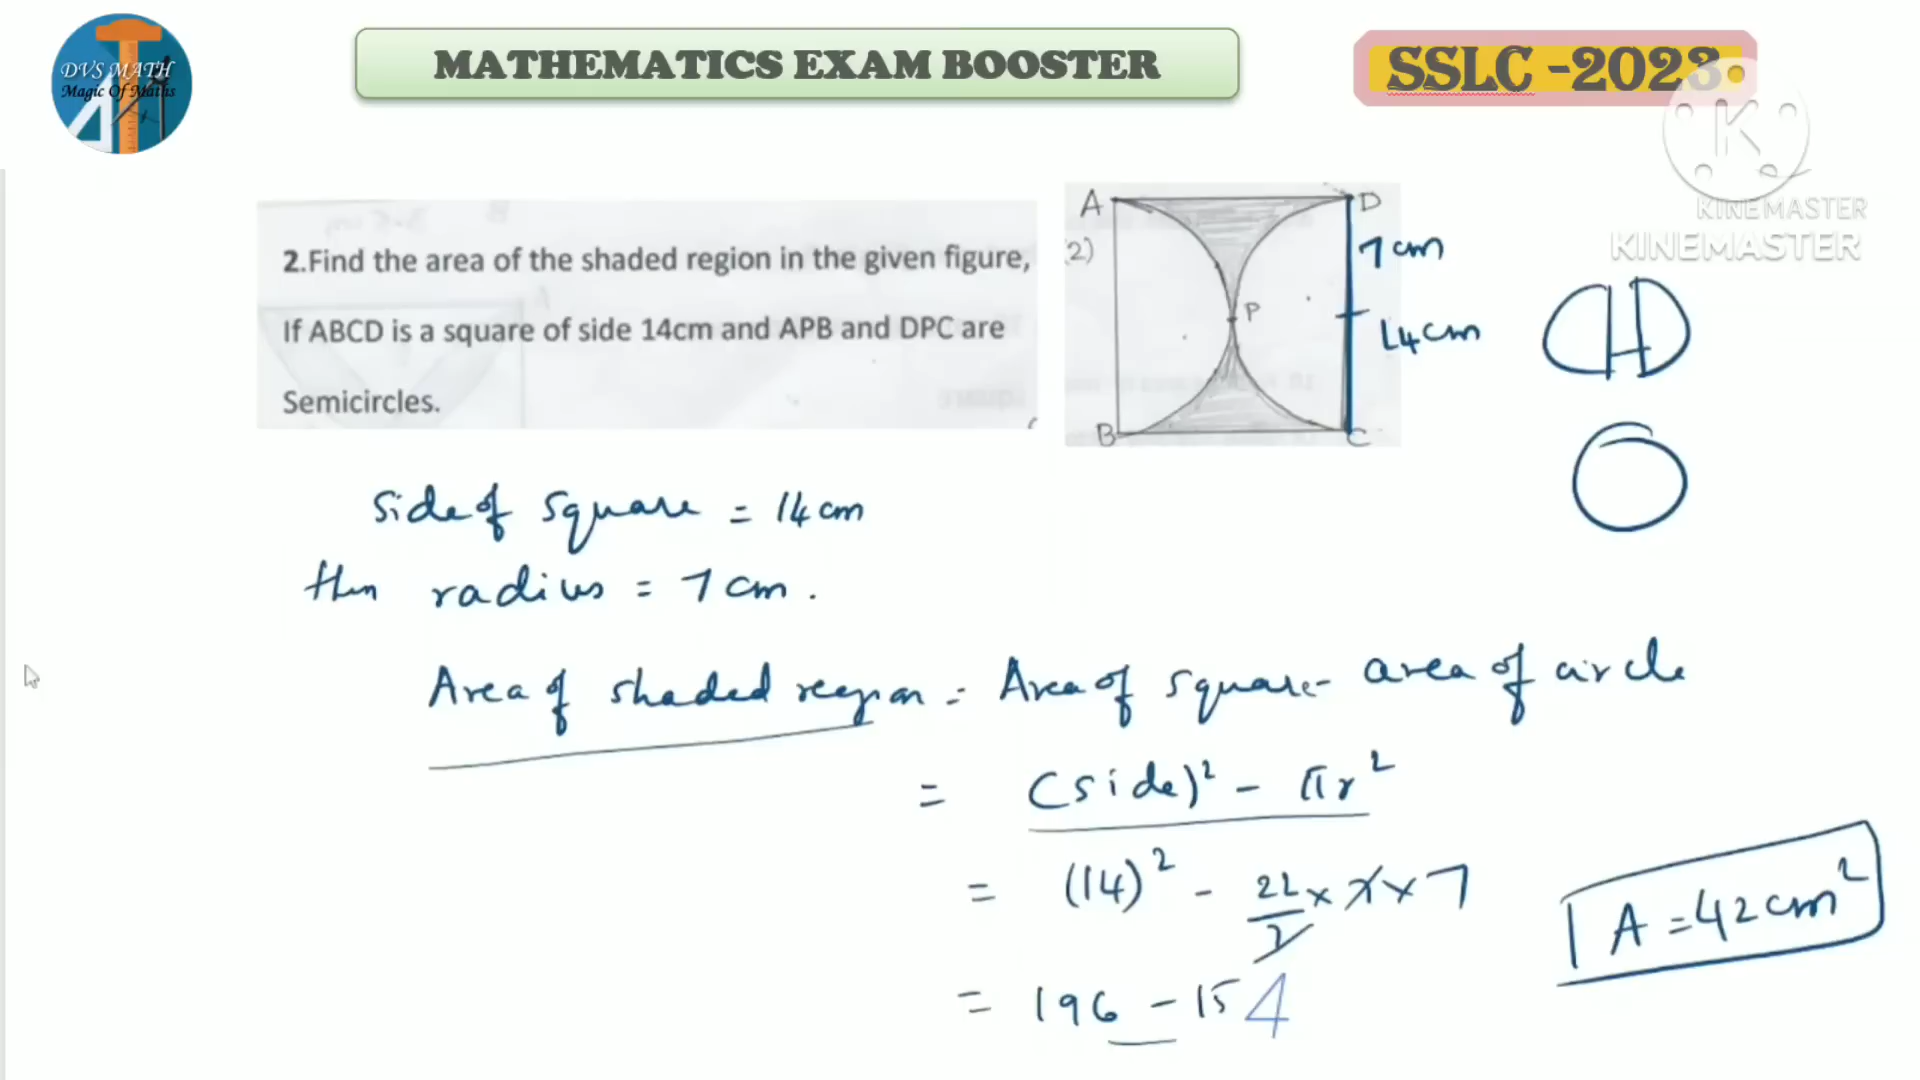 DVS MATH
Magic Of Maths
MATHEMATICS EXAM BOOSTER
SSLC -2023
K
KINEMASTER
KINEMASTER
2.Find the area of the shaded region in the given figure,
If ABCD is a square of side 14cm and APB and DPC are
Semicircles.
2)
A
D
P
B
C
7 cm
14cm
Side of square = 14 cm
then radius = 7 cm.
Area of shaded region = Area of square - area of circle
= (side)² - πr²
= (14)² - 22/7 x 7 x 7
= 196 - 154
A = 42 cm²